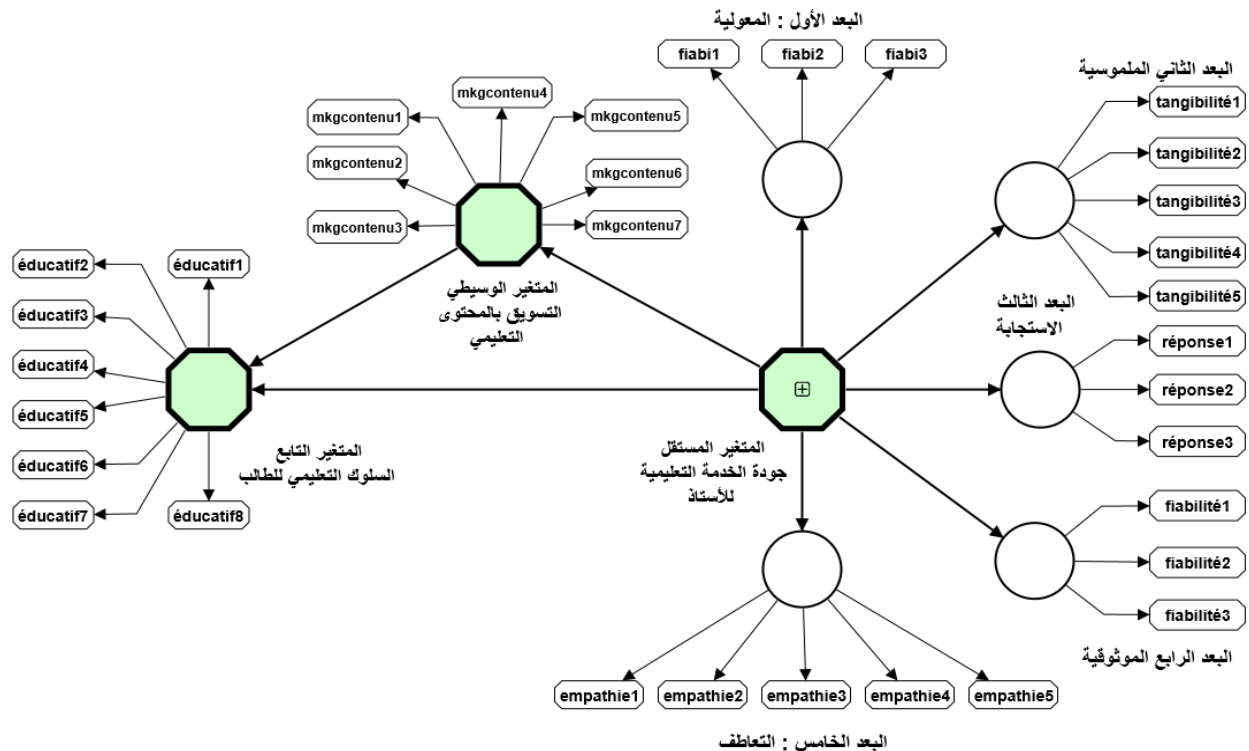 البعد الأول : المعولية
fiabi1
fiabi2
fiabi3
البعد الثاني الملموسية
tangibilité1
tangibilité2
tangibilité3
tangibilité4
tangibilité5
mkgcontenu1
mkgcontenu2
mkgcontenu3
mkgcontenu4
mkgcontenu5
mkgcontenu6
mkgcontenu7
المتغير الوسيطي
التسويق بالمحتوى
التعليمي
البعد الثالث
الاستجابة
réponse1
réponse2
réponse3
éducatif1
éducatif2
éducatif3
éducatif4
éducatif5
éducatif6
éducatif7
éducatif8
المتغير التابع
السلوك التعليمي للطالب
المتغير المستقل
جودة الخدمة التعليمية
للأستاذ
fiabilité1
fiabilité2
fiabilité3
البعد الرابع الموثوقية
empathie1
empathie2
empathie3
empathie4
empathie5
البعد الخامس : التعاطف